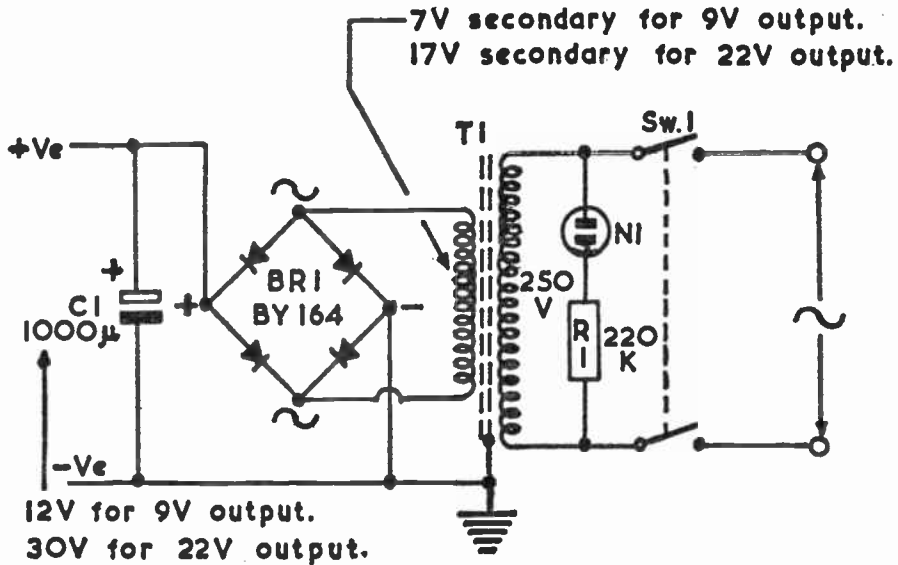 7V secondary for 9V output.
17V secondary for 22V output.
T1
Sw.1
+Ve
N1
+
C1
1000µ
+
BR1
BY164
-
250
V
R
1
220
K
-Ve
12V for 9V output.
30V for 22V output.